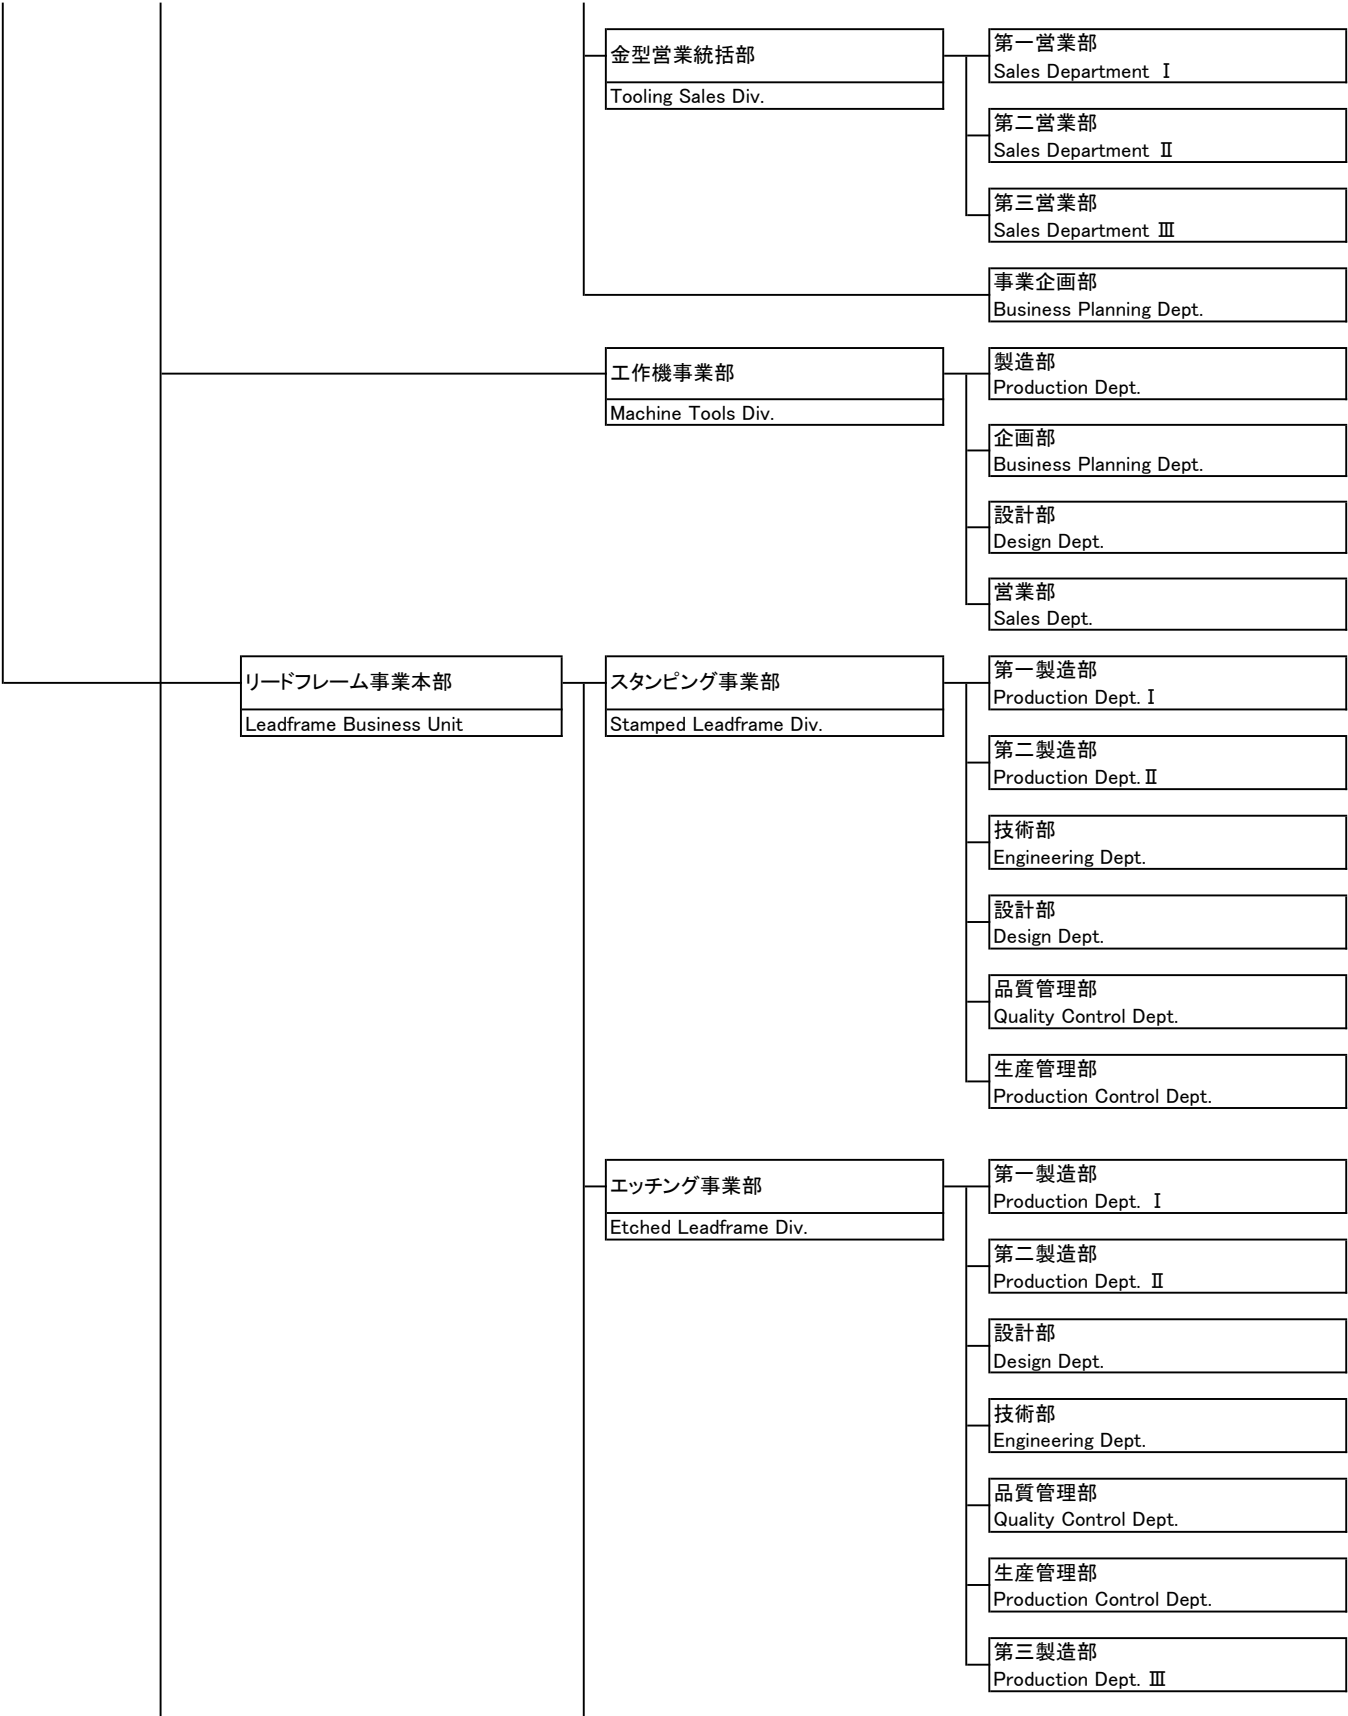 金型営業統括部
Tooling Sales Div.
第一営業部
Sales Department Ⅰ
第二営業部
Sales Department Ⅱ
第三営業部
Sales Department Ⅲ
事業企画部
Business Planning Dept.
工作機事業部
Machine Tools Div.
製造部
Production Dept.
企画部
Business Planning Dept.
設計部
Design Dept.
営業部
Sales Dept.
リードフレーム事業本部
Leadframe Business Unit
スタンピング事業部
Stamped Leadframe Div.
第一製造部
Production Dept.Ⅰ
第二製造部
Production Dept.Ⅱ
技術部
Engineering Dept.
設計部
Design Dept.
品質管理部
Quality Control Dept.
生産管理部
Production Control Dept.
エッチング事業部
Etched Leadframe Div.
第一製造部
Production Dept. Ⅰ
第二製造部
Production Dept. Ⅱ
設計部
Design Dept.
技術部
Engineering Dept.
品質管理部
Quality Control Dept.
生産管理部
Production Control Dept.
第三製造部
Production Dept. Ⅲ